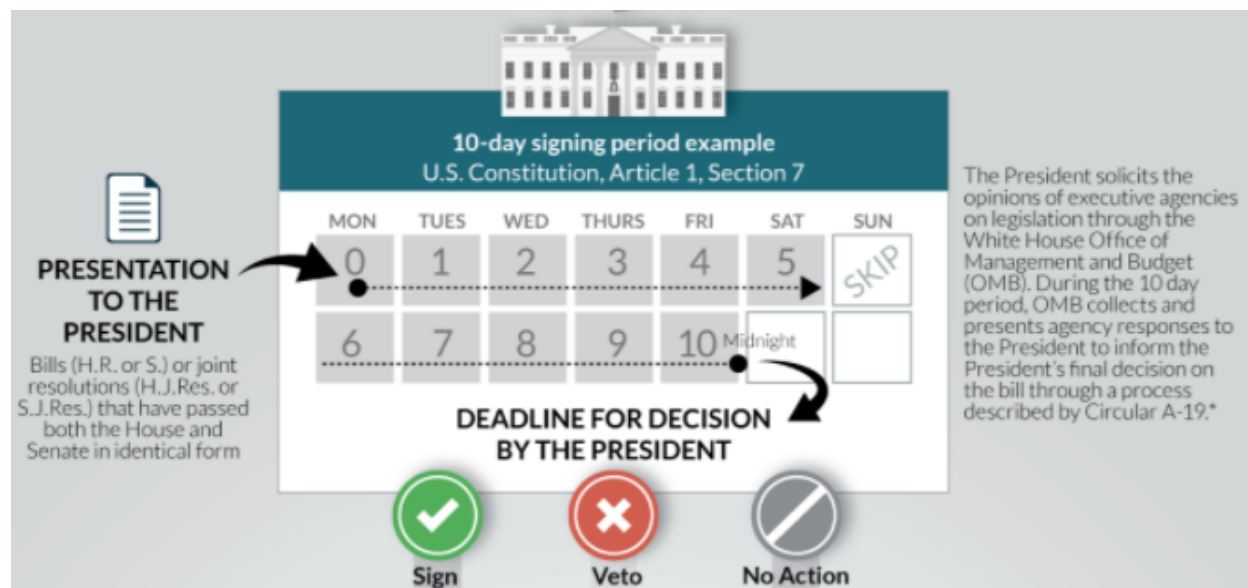 10-day signing period example
U.S. Constitution, Article 1, Section 7
PRESENTATION
TO THE
PRESIDENT
Bills (H.R. or S.) or joint
resolutions (H.J.Res. or
S.J.Res.) that have passed
both the House and
Senate in identical form
MON TUES WED THURS FRI SAT SUN
0 1 2 3 4 5 SKIP
6 7 8 9 10 Midnight
DEADLINE FOR DECISION
BY THE PRESIDENT
The President solicits the
opinions of executive agencies
on legislation through the
White House Office of
Management and Budget
(OMB). During the 10 day
period, OMB collects and
presents agency responses to
the President to inform the
President's final decision on
the bill through a process
described by Circular A-19.*
Sign Veto No Action